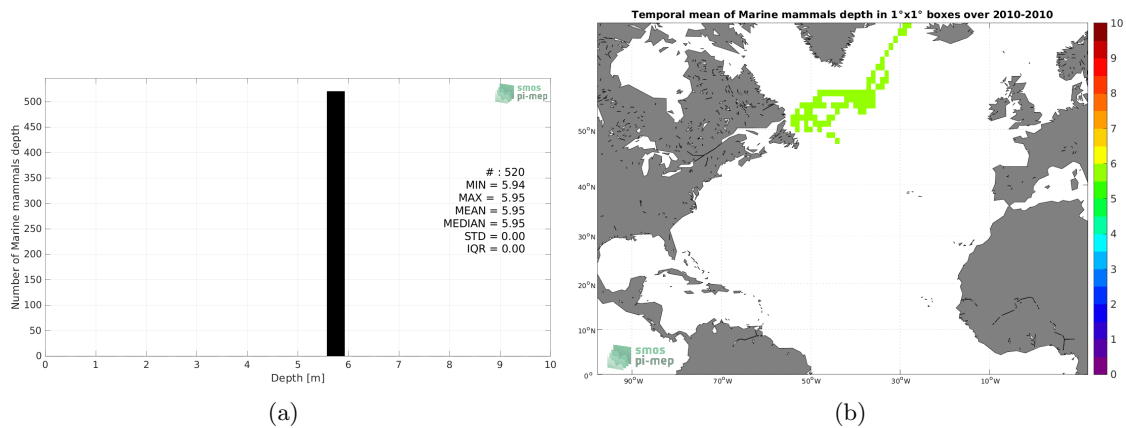 smos
pi-mep
Number of Marine mammals depth
500
450
400
350
300
250
200
150
100
50
0
# : 520
MIN = 5.94
MAX = 5.95
MEAN = 5.95
MEDIAN = 5.95
STD = 0.00
IQR = 0.00
0 1 2 3 4 5 6 7 8 9 10
Depth [m]
(a)
Temporal mean of Marine mammals depth in 1°x1° boxes over 2010-2010
50°N
40°N
30°N
20°N
10°N
0°
90°W 70°W 50°W 30°W 10°W
smos
pi-mep
10
9
8
7
6
5
4
3
2
1
0
(b)